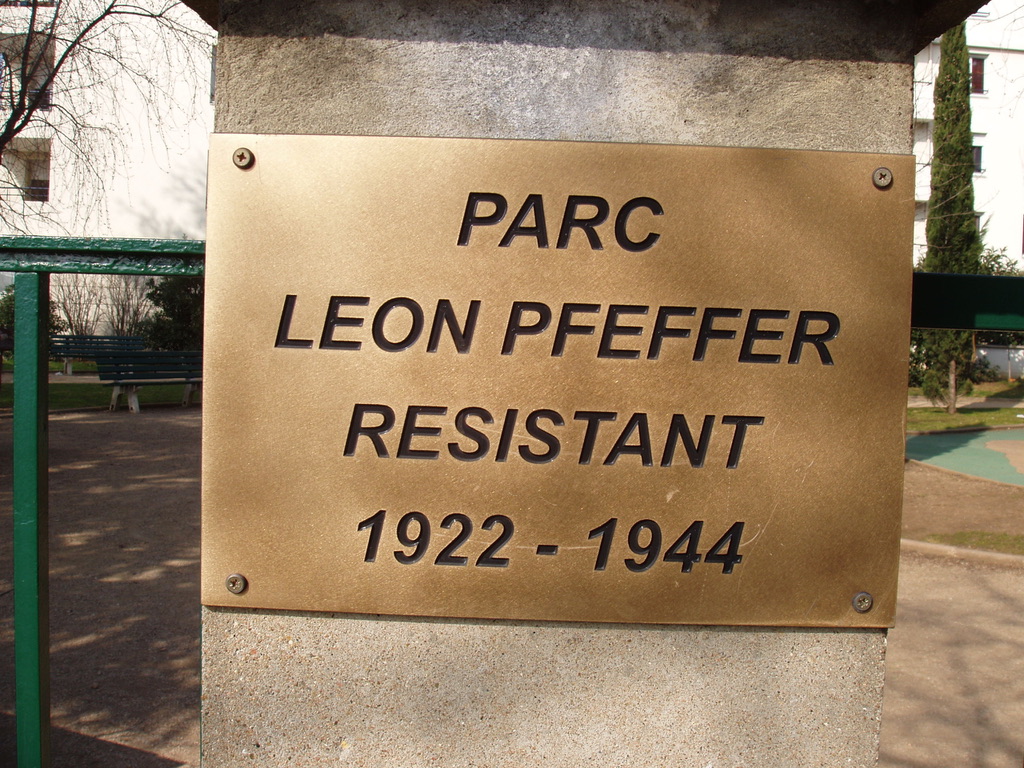 PARC
LEON PFEFFER
RESISTANT
1922 - 1944